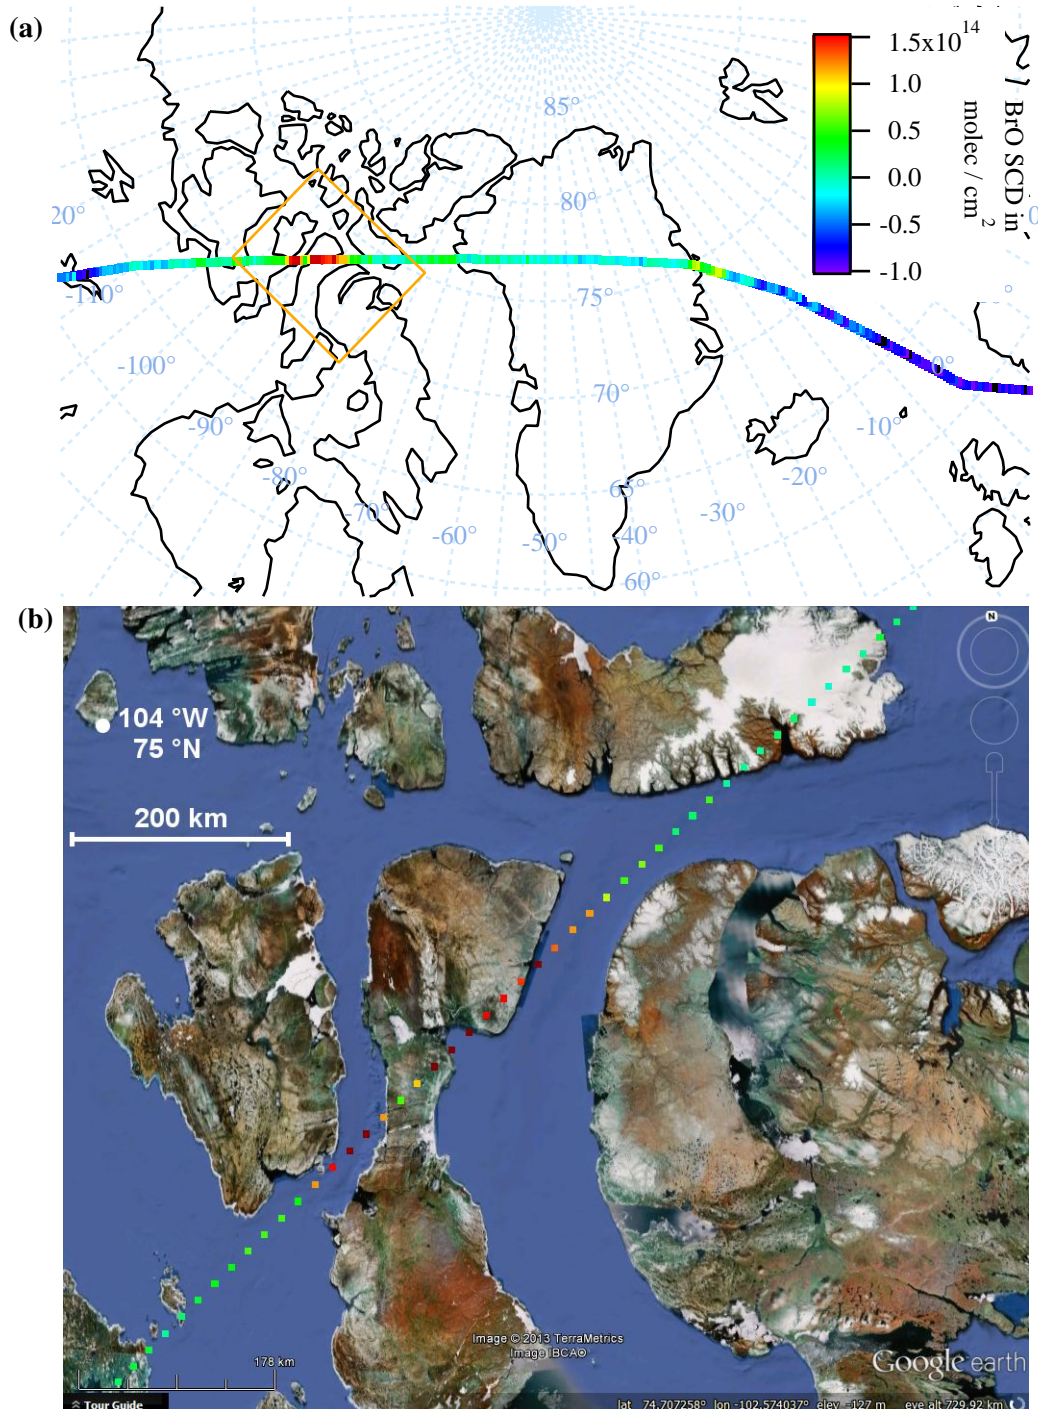 (a)
1.5x10^14
1.0
0.5
0.0
-0.5
-1.0
BrO SCD in
molec / cm^2
85°
80°
75°
70°
65°
60°
20°
-110°
-100°
-90°
-80°
-70°
-60°
-50°
-40°
-30°
-20°
-10°
0°
(b)
N
104 °W
75 °N
200 km
Image © 2013 TerraMetrics
Image IBCAO
178 km
Google earth
Tour Guide
lat 74.707258° lon -102.574037° elev -127 m eye alt 729.92 km